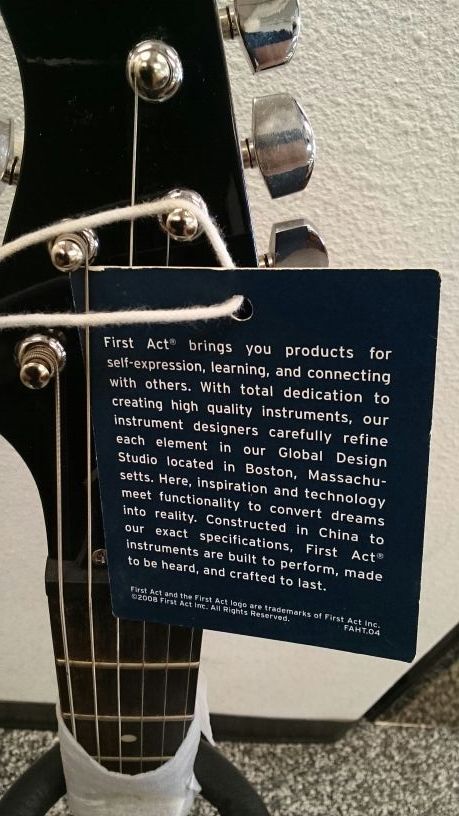 First Act® brings you products for
self-expression, learning, and connecting
with others. With total dedication to
creating high quality instruments, our
instrument designers carefully refine
each element in our Global Design
Studio located in Boston, Massachu-
setts. Here, inspiration and technology
meet functionality to convert dreams
into reality. Constructed in China to
our exact specifications, First Act®
instruments are built to perform, made
to be heard, and crafted to last.
First Act and the First Act logo are trademarks of First Act Inc.
©2008 First Act Inc. All Rights Reserved.
FAHT.04